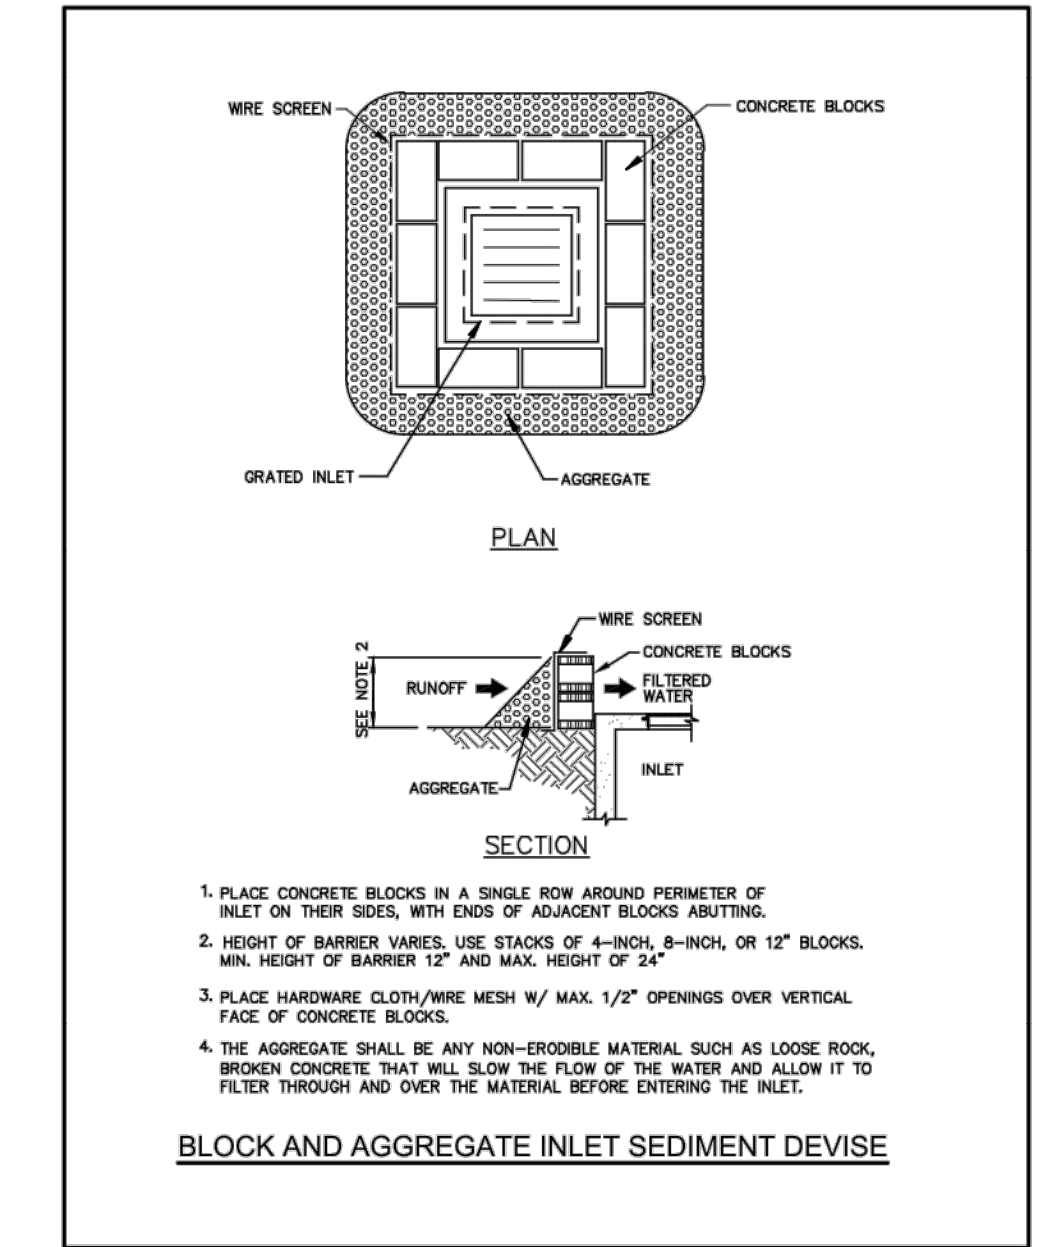 WIRE SCREEN
CONCRETE BLOCKS
GRATED INLET
AGGREGATE
PLAN
WIRE SCREEN
CONCRETE BLOCKS
SEE NOTE 2
RUNOFF
FILTERED
WATER
INLET
AGGREGATE
SECTION
1. PLACE CONCRETE BLOCKS IN A SINGLE ROW AROUND PERIMETER OF
INLET ON THEIR SIDES, WITH ENDS OF ADJACENT BLOCKS ABUTTING.
2. HEIGHT OF BARRIER VARIES. USE STACKS OF 4-INCH, 8-INCH, OR 12" BLOCKS.
MIN. HEIGHT OF BARRIER 12" AND MAX. HEIGHT OF 24"
3. PLACE HARDWARE CLOTH/WIRE MESH W/ MAX. 1/2" OPENINGS OVER VERTICAL
FACE OF CONCRETE BLOCKS.
4. THE AGGREGATE SHALL BE ANY NON-ERODIBLE MATERIAL SUCH AS LOOSE ROCK,
BROKEN CONCRETE THAT WILL SLOW THE FLOW OF THE WATER AND ALLOW IT TO
FILTER THROUGH AND OVER THE MATERIAL BEFORE ENTERING THE INLET.
BLOCK AND AGGREGATE INLET SEDIMENT DEVISE